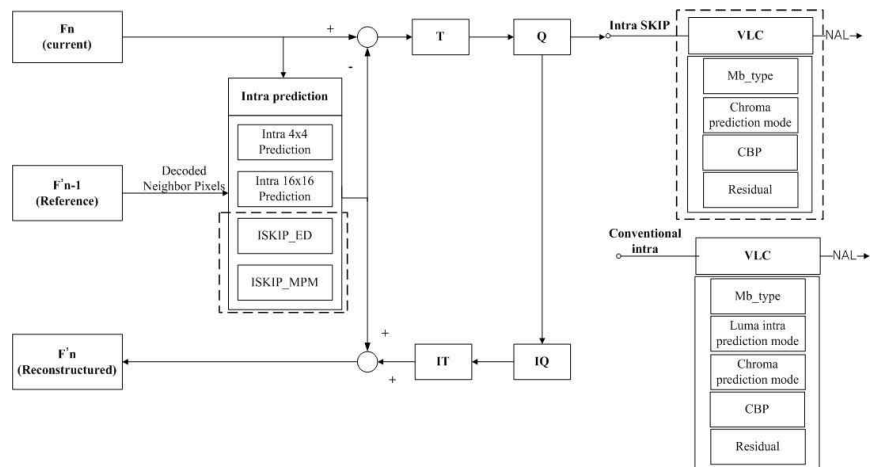 Fn
(current)
+
-
T
Q
Intra SKIP
VLC
NAL
Mb_type
Chroma
prediction mode
CBP
Residual
Intra prediction
Intra 4x4
Prediction
Intra 16x16
Prediction
ISKIP_ED
ISKIP_MPM
F'n-1
(Reference)
Decoded
Neighbor Pixels
Conventional
intra
VLC
NAL
Mb_type
Luma intra
prediction mode
Chroma
prediction mode
CBP
Residual
F'n
(Reconstructured)
+
+
IT
IQ